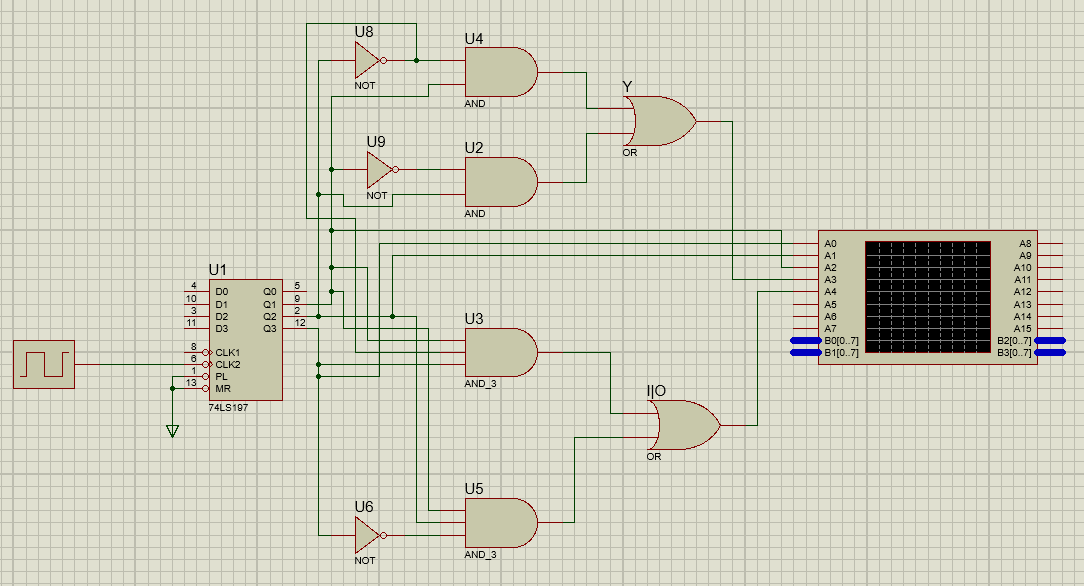 U8
NOT
U4
AND
Y
OR
U9
NOT
U2
AND
U1
4 D0 Q0 5
10 D1 Q1 9
3 D2 Q2 2
11 D3 Q3 12
8 CLK1
6 CLK2
1 PL
13 MR
74LS197
A0 A8
A1 A9
A2 A10
A3 A11
A4 A12
A5 A13
A6 A14
A7 A15
B0[0..7] B2[0..7]
B1[0..7] B3[0..7]
U3
AND_3
I|O
OR
U6
NOT
U5
AND_3